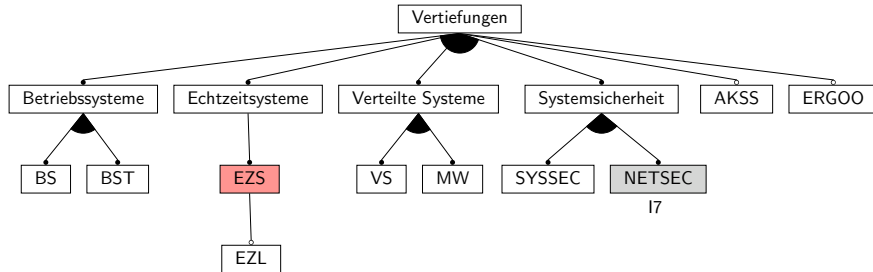 Vertiefungen
Betriebssysteme Echtzeitsysteme Verteilte Systeme Systemsicherheit AKSS ERGOO
BS BST EZS VS MW SYSSEC NETSEC
I7
EZL